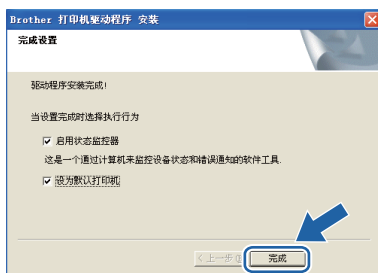 Brother 打印机驱动程序 安装
完成设置
驱动程序安装完成!
当设置完成时选择执行行为
启用状态监控器
这是一个通过计算机来监控设备状态和错误通知的软件工具.
设为默认打印机
<上一步 完成